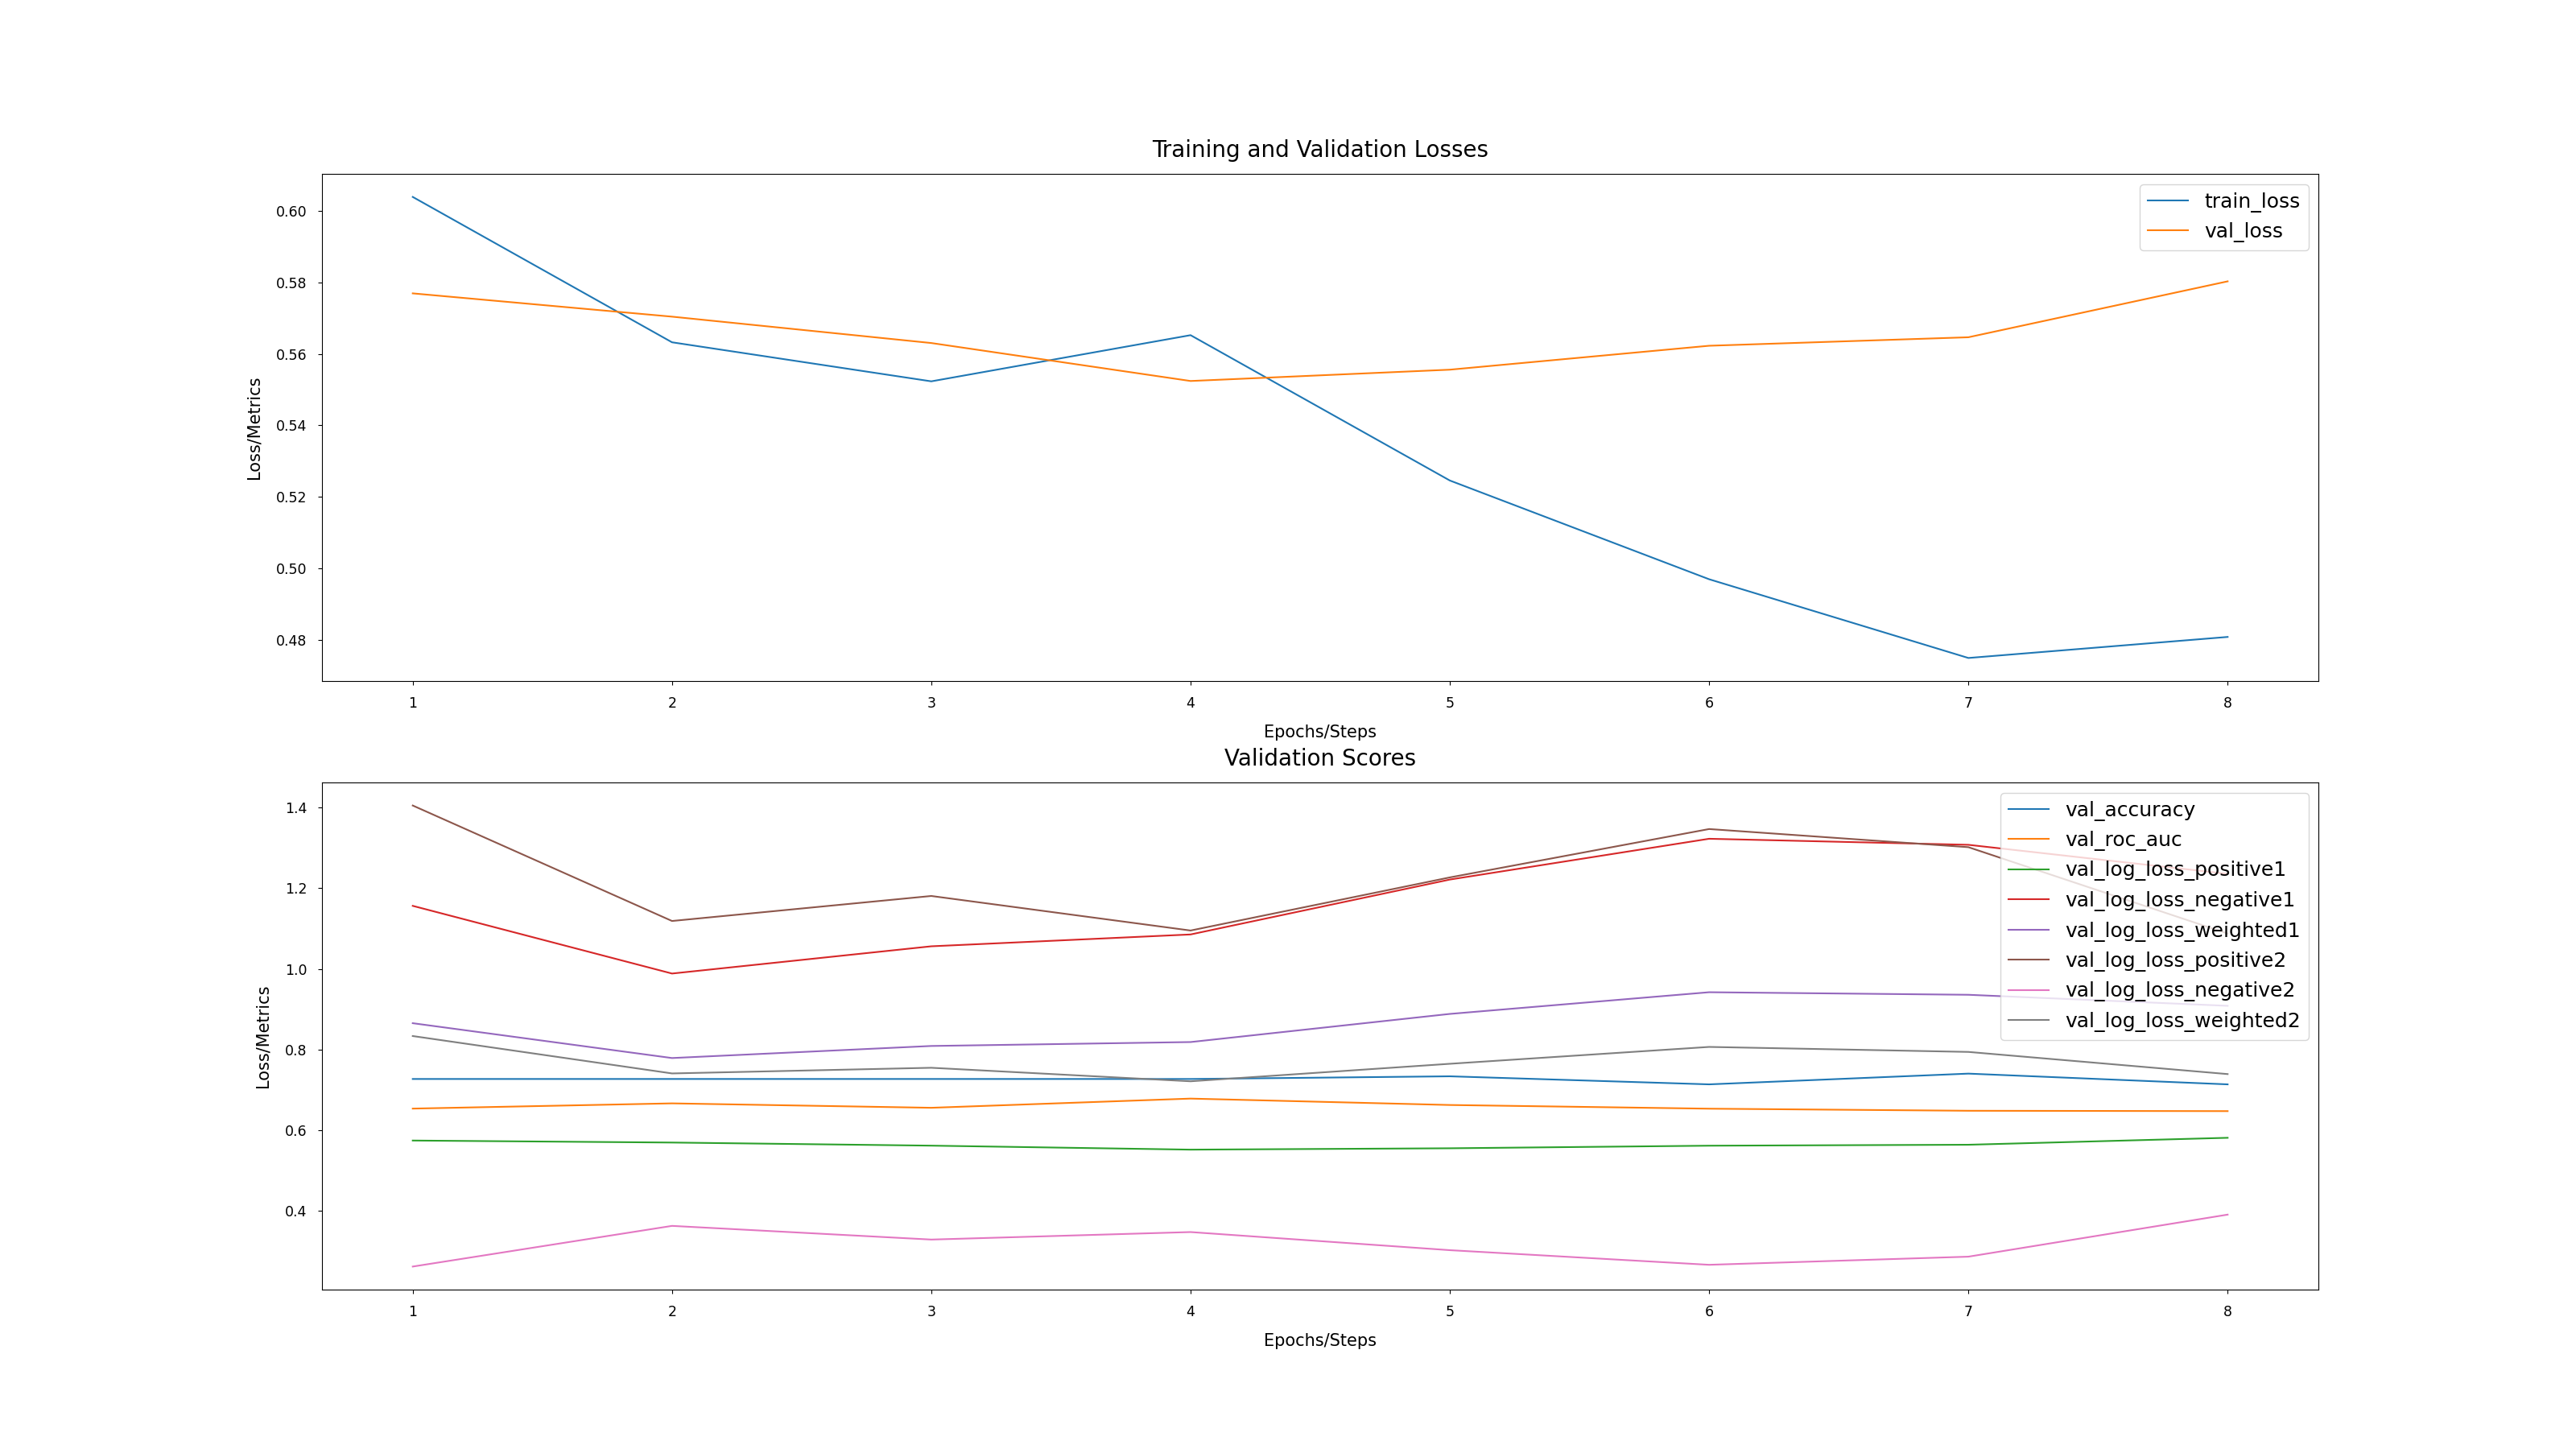 Training and Validation Losses
train_loss
val_loss
0.60
0.58
0.56
0.54
0.52
0.50
0.48
Loss/Metrics
1 2 3 4 5 6 7 8
Epochs/Steps
Validation Scores
val_accuracy
val_roc_auc
val_log_loss_positive1
val_log_loss_negative1
val_log_loss_weighted1
val_log_loss_positive2
val_log_loss_negative2
val_log_loss_weighted2
1.4
1.2
1.0
0.8
0.6
0.4
Loss/Metrics
1 2 3 4 5 6 7 8
Epochs/Steps